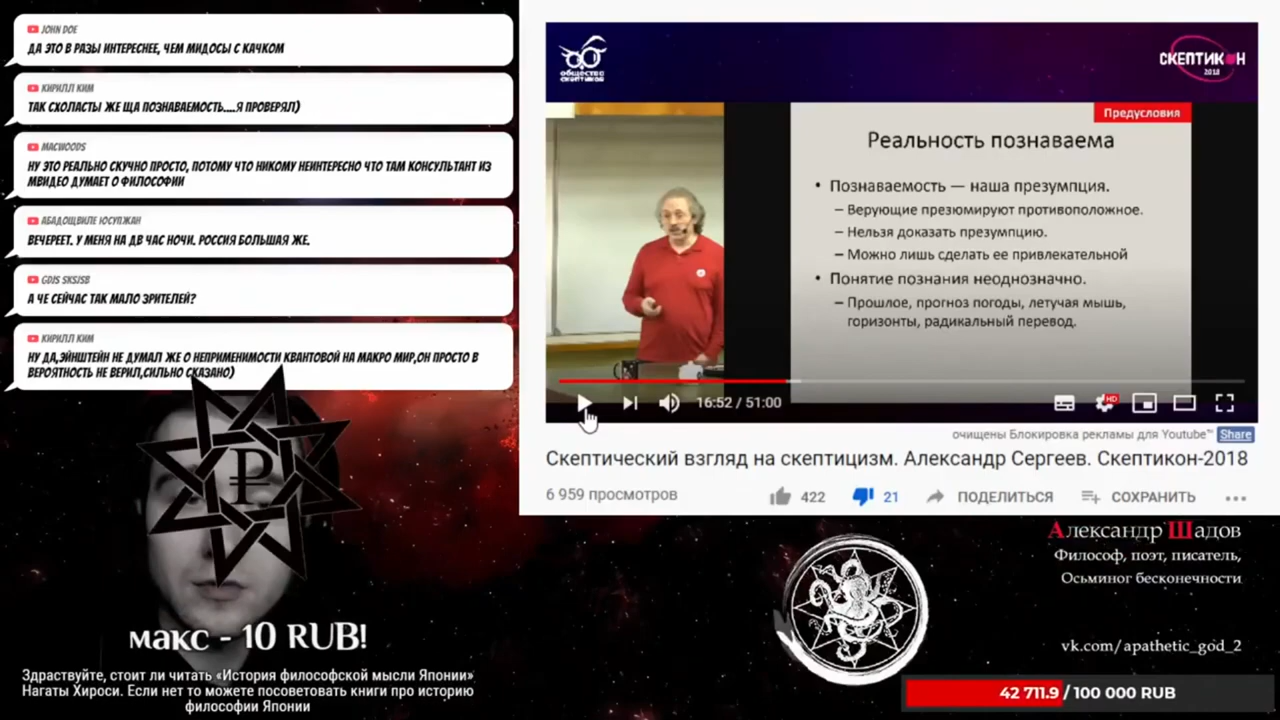 JOHN DOE
ДА ЭТО В РАЗЫ ИНТЕРЕСНЕЕ, ЧЕМ МИДОСЫ С КАЧКОМ
КИРИЛЛ КИМ
ТАК СХОЛАСТЫ ЖЕ ЩА ПОЗНАВАЕМОСТЬ....Я ПРОВЕРЯЛ)
MACWOODS
НУ ЭТО РЕАЛЬНО СКУЧНО ПРОСТО, ПОТОМУ ЧТО НИКОМУ НЕИНТЕРЕСНО ЧТО ТАМ КОНСУЛЬТАНТ ИЗ
МВИДЕО ДУМАЕТ О ФИЛОСОФИИ
АБАДОЩВИЛЕ ЮСУПЖАН
ВЕЧЕРЕЕТ. У МЕНЯ НА ДВ ЧАС НОЧИ. РОССИЯ БОЛЬШАЯ ЖЕ.
GDJS SKSJSB
А ЧЕ СЕЙЧАС ТАК МАЛО ЗРИТЕЛЕЙ?
КИРИЛЛ КИМ
НУ ДА,ЭЙНШТЕЙН НЕ ДУМАЛ ЖЕ О НЕПРИМЕНИМОСТИ КВАНТОВОЙ НА МАКРО МИР,ОН ПРОСТО В
ВЕРОЯТНОСТЬ НЕ ВЕРИЛ,СИЛЬНО СКАЗАНО)
макс - 10 RUB!
Здраствуйте, стоит ли читать «История философской мысли Японии»
Нагаты Хироси. Если нет то можете посоветовать книги про историю
философии Японии
общество
скептиков
СКЕПТИКОН
2018
Предусловия
Реальность познаваема
• Познаваемость — наша презумпция.
– Верующие презюмируют противоположное.
– Нельзя доказать презумпцию.
– Можно лишь сделать ее привлекательной
• Понятие познания неоднозначно.
– Прошлое, прогноз погоды, летучая мышь,
горизонты, радикальный перевод.
16:52 / 51:00
HD
очищены Блокировка рекламы для Youtube™ Share
Скептический взгляд на скептицизм. Александр Сергеев. Скептикон-2018
6 959 просмотров
422
21
ПОДЕЛИТЬСЯ
СОХРАНИТЬ
Александр Шадов
Философ, поэт, писатель,
Осьминог бесконечности
vk.com/apathetic_god_2
42 711.9 / 100 000 RUB